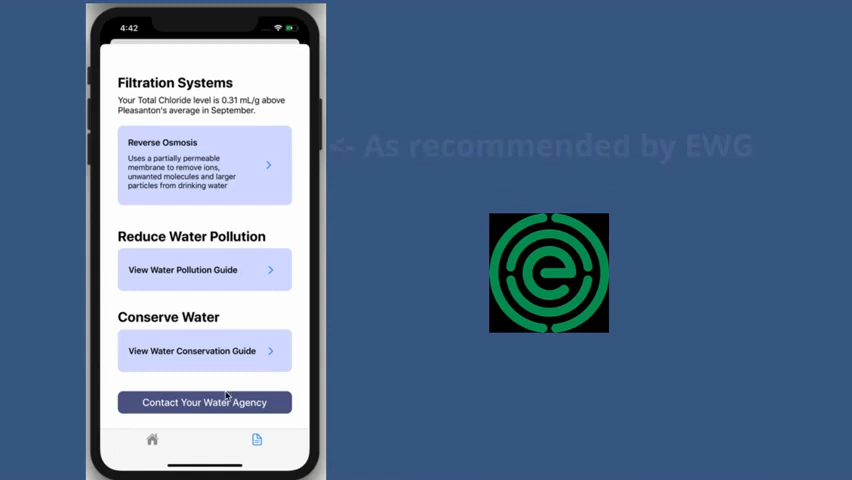 4:42
Filtration Systems
Your Total Chloride level is 0.31 mL/g above
Pleasanton's average in September.
Reverse Osmosis
Uses a partially permeable
membrane to remove ions,
unwanted molecules and larger
particles from drinking water
<- As recommended by EWG
Reduce Water Pollution
View Water Pollution Guide
e
Conserve Water
View Water Conservation Guide
Contact Your Water Agency